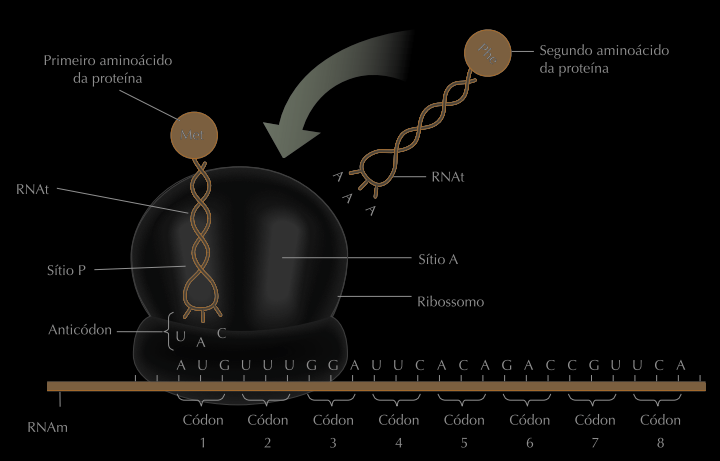 Primeiro aminoácido
da proteína
Segundo aminoácido
da proteína
Phe
Met
RNAt
RNAt
A
A
A
Sítio P
Sítio A
Ribossomo
Anticódon
U A C
A U G U U U G G A U U C A C A G A C C G U U C A
RNAm
Códon Códon Códon Códon Códon Códon Códon Códon
1 2 3 4 5 6 7 8